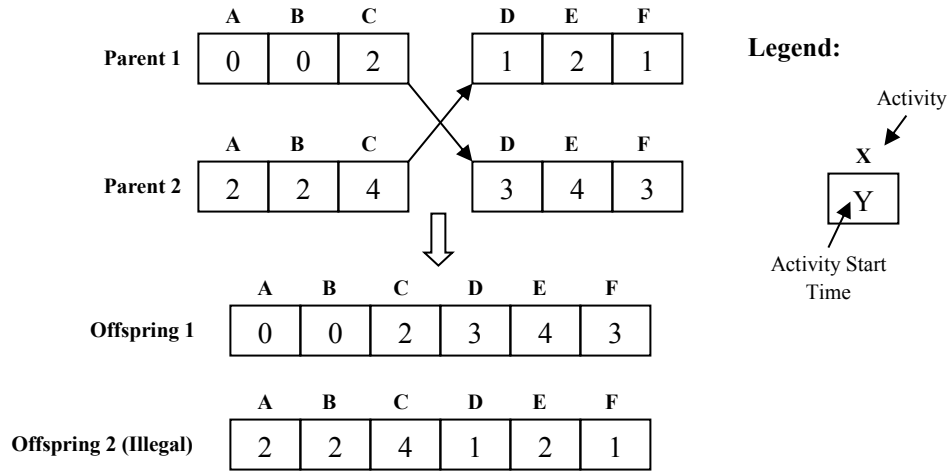 A B C D E F
Parent 1 0 0 2 1 2 1
Legend:
Activity
A B C D E F
Parent 2 2 2 4 3 4 3
X
Y
Activity Start
Time
A B C D E F
Offspring 1 0 0 2 3 4 3
A B C D E F
Offspring 2 (Illegal) 2 2 4 1 2 1